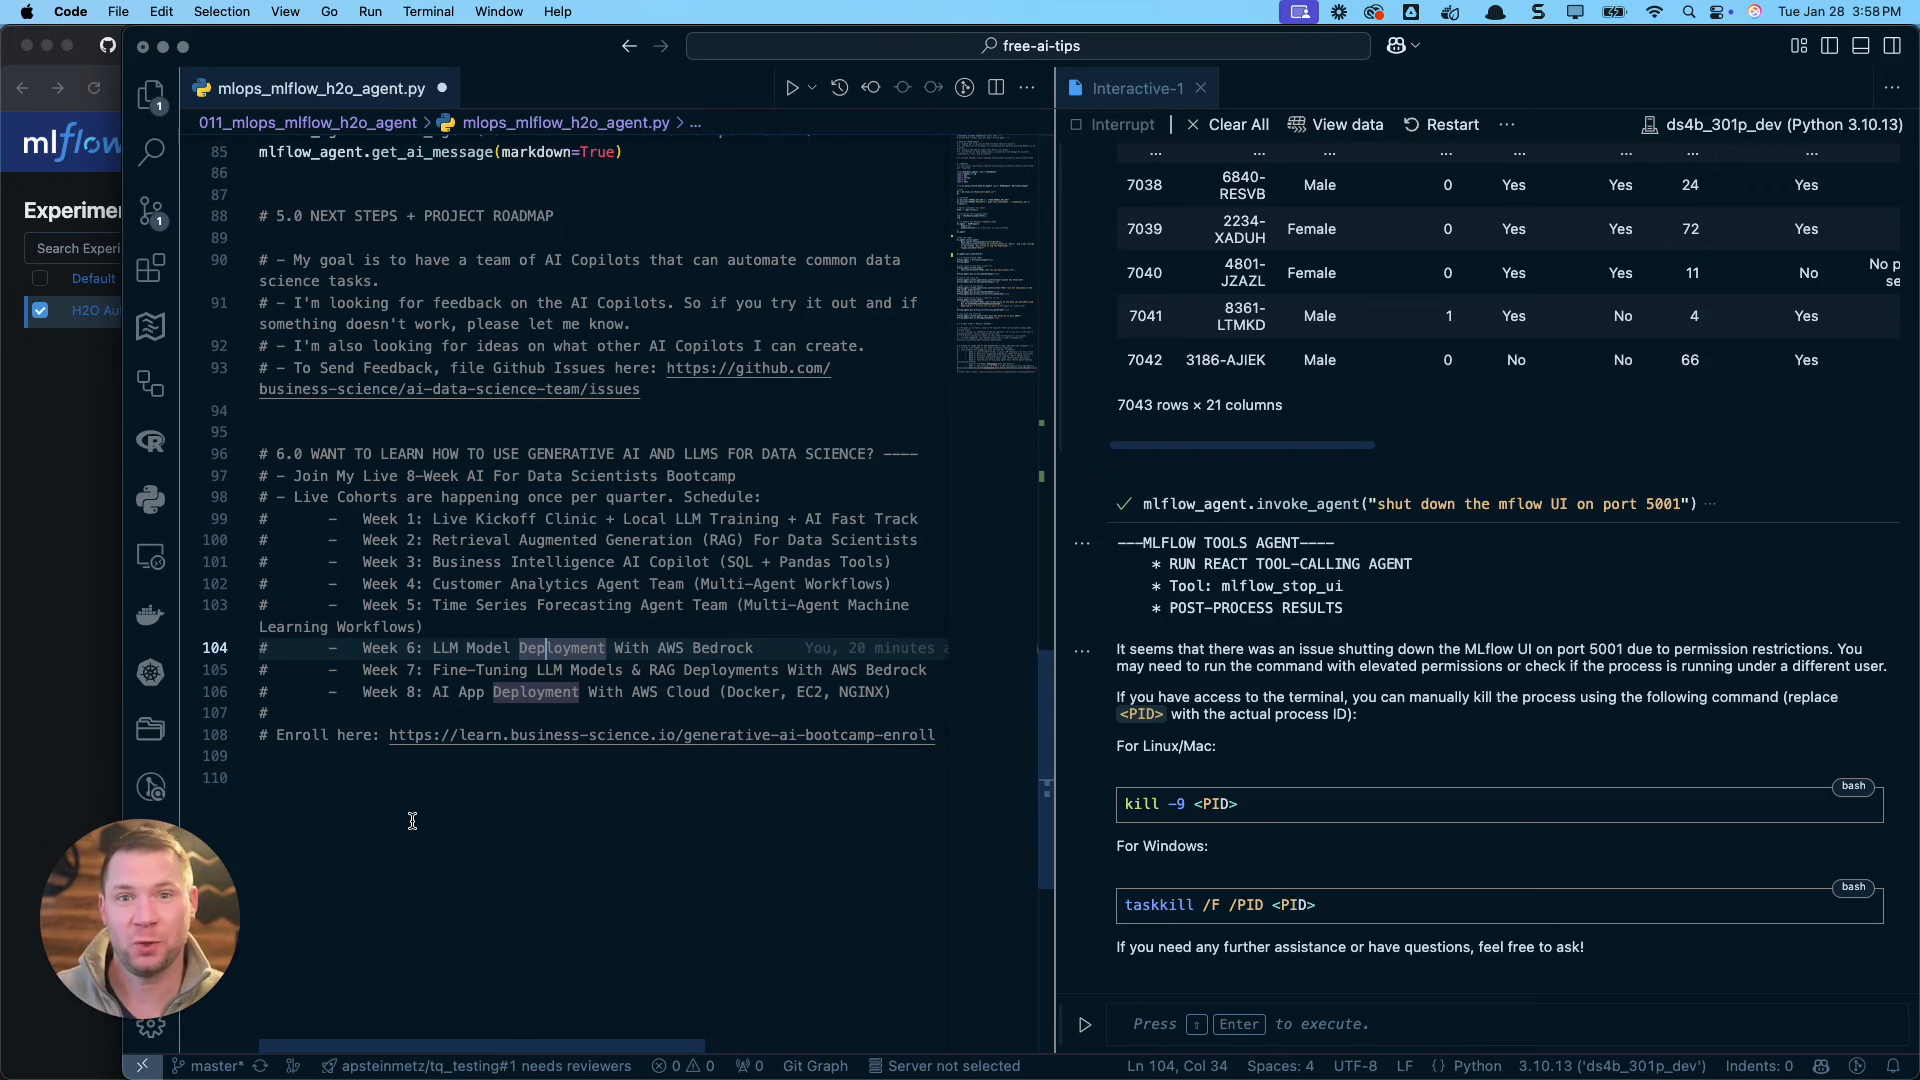 Code File Edit Selection View Go Run Terminal Window Help
Tue Jan 28 3:58 PM
free-ai-tips
mlflow
Experime
Search Experi
Default
H2O Au
mlops_mlflow_h2o_agent.py
011_mlops_mlflow_h2o_agent > mlops_mlflow_h2o_agent.py > ...
85 mlflow_agent.get_ai_message(markdown=True)
86
87
88 # 5.0 NEXT STEPS + PROJECT ROADMAP
89
90 # - My goal is to have a team of AI Copilots that can automate common data
science tasks.
91 # - I'm looking for feedback on the AI Copilots. So if you try it out and if
something doesn't work, please let me know.
92 # - I'm also looking for ideas on what other AI Copilots I can create.
93 # - To Send Feedback, file Github Issues here: https://github.com/
business-science/ai-data-science-team/issues
94
95
96 # 6.0 WANT TO LEARN HOW TO USE GENERATIVE AI AND LLMS FOR DATA SCIENCE? ----
97 # - Join My Live 8-Week AI For Data Scientists Bootcamp
98 # - Live Cohorts are happening once per quarter. Schedule:
99 # - Week 1: Live Kickoff Clinic + Local LLM Training + AI Fast Track
100 # - Week 2: Retrieval Augmented Generation (RAG) For Data Scientists
101 # - Week 3: Business Intelligence AI Copilot (SQL + Pandas Tools)
102 # - Week 4: Customer Analytics Agent Team (Multi-Agent Workflows)
103 # - Week 5: Time Series Forecasting Agent Team (Multi-Agent Machine
Learning Workflows)
104 # - Week 6: LLM Model Deployment With AWS Bedrock You, 20 minutes a
105 # - Week 7: Fine-Tuning LLM Models & RAG Deployments With AWS Bedrock
106 # - Week 8: AI App Deployment With AWS Cloud (Docker, EC2, NGINX)
107 #
108 # Enroll here: https://learn.business-science.io/generative-ai-bootcamp-enroll
109
110
Interactive-1
Interrupt | Clear All View data Restart ... ds4b_301p_dev (Python 3.10.13)
... ... ... ... ... ... ... ...
7038 6840-RESVB Male 0 Yes Yes 24 Yes
7039 2234-XADUH Female 0 Yes Yes 72 Yes
7040 4801-JZAZL Female 0 Yes Yes 11 No No p
se
7041 8361-LTMKD Male 1 Yes No 4 Yes
7042 3186-AJIEK Male 0 No No 66 Yes
7043 rows × 21 columns
mlflow_agent.invoke_agent("shut down the mflow UI on port 5001") ...
---MLFLOW TOOLS AGENT----
* RUN REACT TOOL-CALLING AGENT
* Tool: mlflow_stop_ui
* POST-PROCESS RESULTS
It seems that there was an issue shutting down the MLflow UI on port 5001 due to permission restrictions. You
may need to run the command with elevated permissions or check if the process is running under a different user.
If you have access to the terminal, you can manually kill the process using the following command (replace
<PID> with the actual process ID):
For Linux/Mac:
bash
kill -9 <PID>
For Windows:
bash
taskkill /F /PID <PID>
If you need any further assistance or have questions, feel free to ask!
Press ⇧ Enter to execute.
master* apsteinmetz/tq_testing#1 needs reviewers 0 0 0 Git Graph Server not selected
Ln 104, Col 34 Spaces: 4 UTF-8 LF {} Python 3.10.13 ('ds4b_301p_dev') Indents: 0